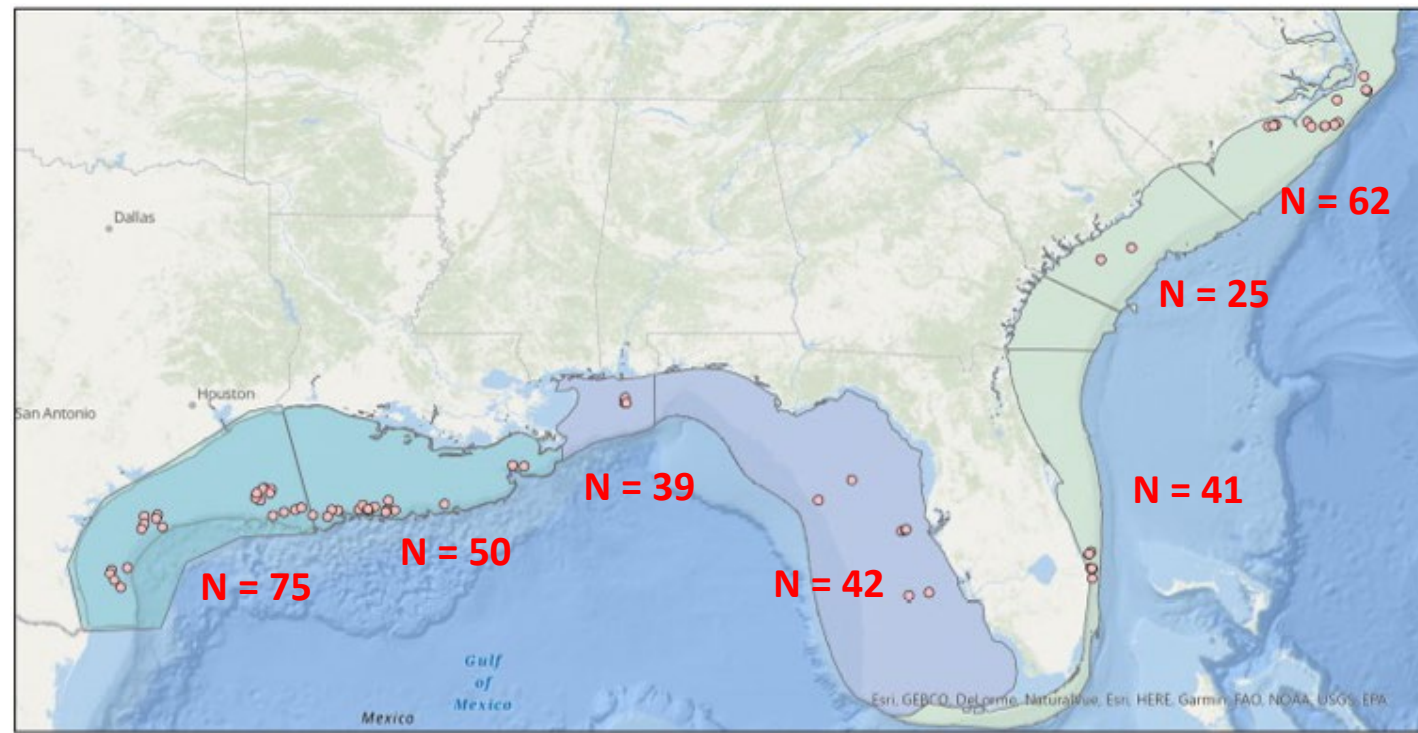 Dallas
N = 62
N = 25
Houston
San Antonio
N = 39
N = 41
N = 50
N = 75
N = 42
Gulf
of
Mexico
Mexico
Esri, GEBCO, DeLorme, NaturalVue, Esri, HERE, Garmin, FAO, NOAA, USGS, EPA